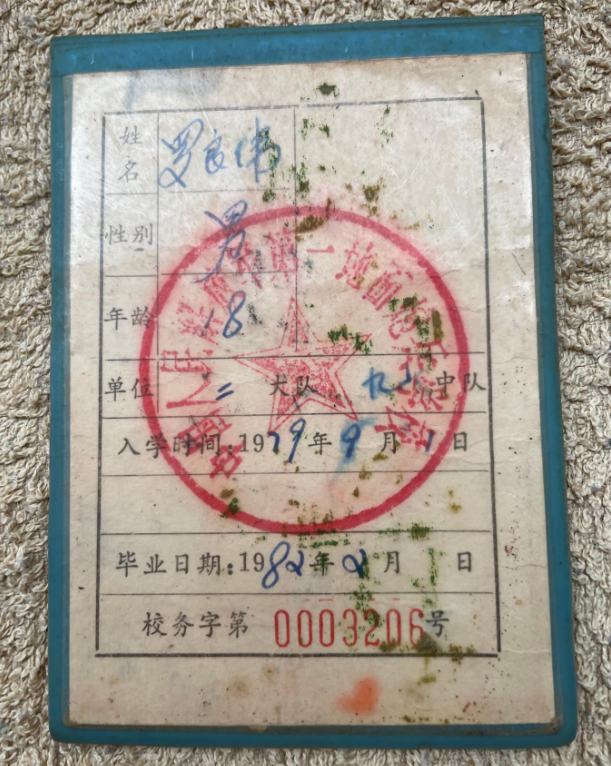 姓名 罗良伟
性别 男
年龄 18
单位 二 大队 九 中队
入学时间:1979年9月1日
毕业日期:1982年2月 日
校务字第 0003206号